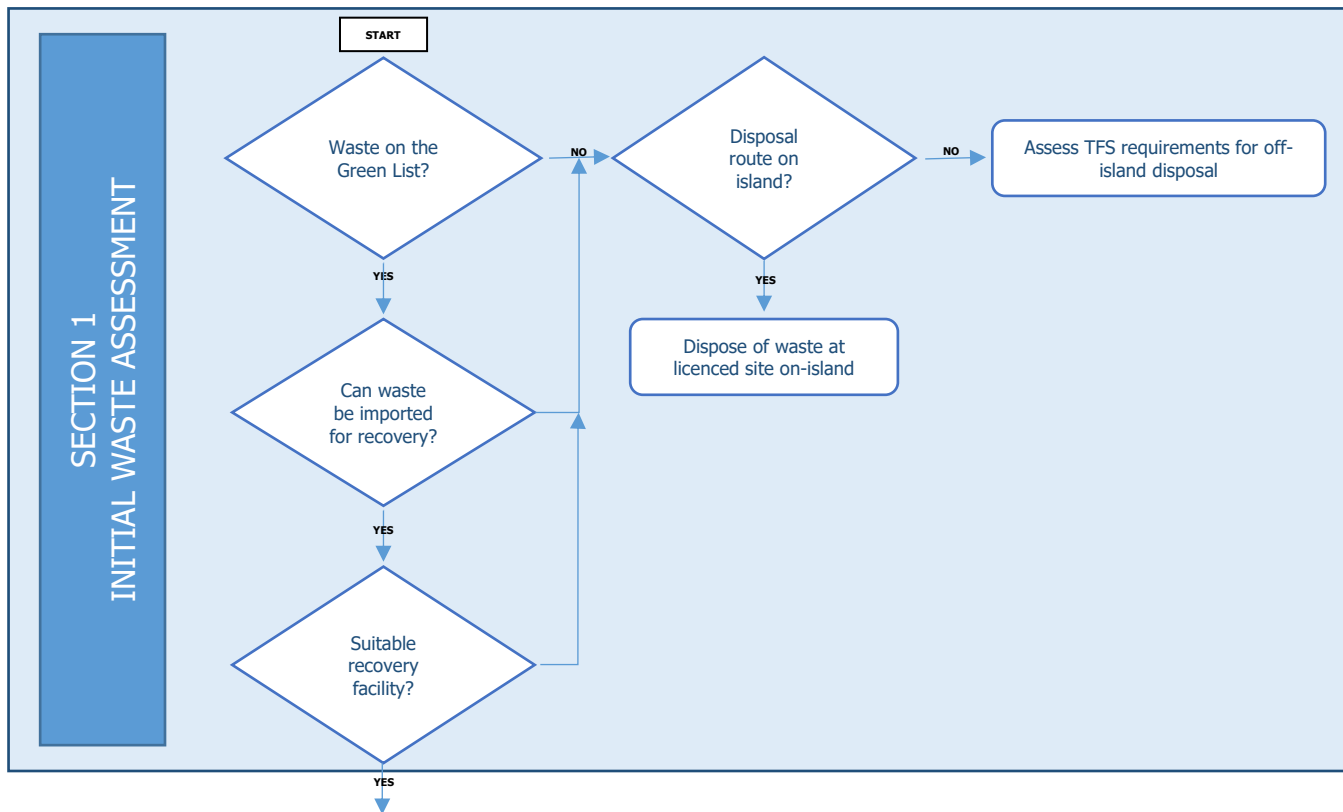 SECTION 1
INITIAL WASTE ASSESSMENT
START
Waste on the
Green List?
NO
Disposal
route on
island?
NO
Assess TFS requirements for off-
island disposal
YES
YES
Dispose of waste at
licenced site on-island
Can waste
be imported
for recovery?
YES
Suitable
recovery
facility?
YES